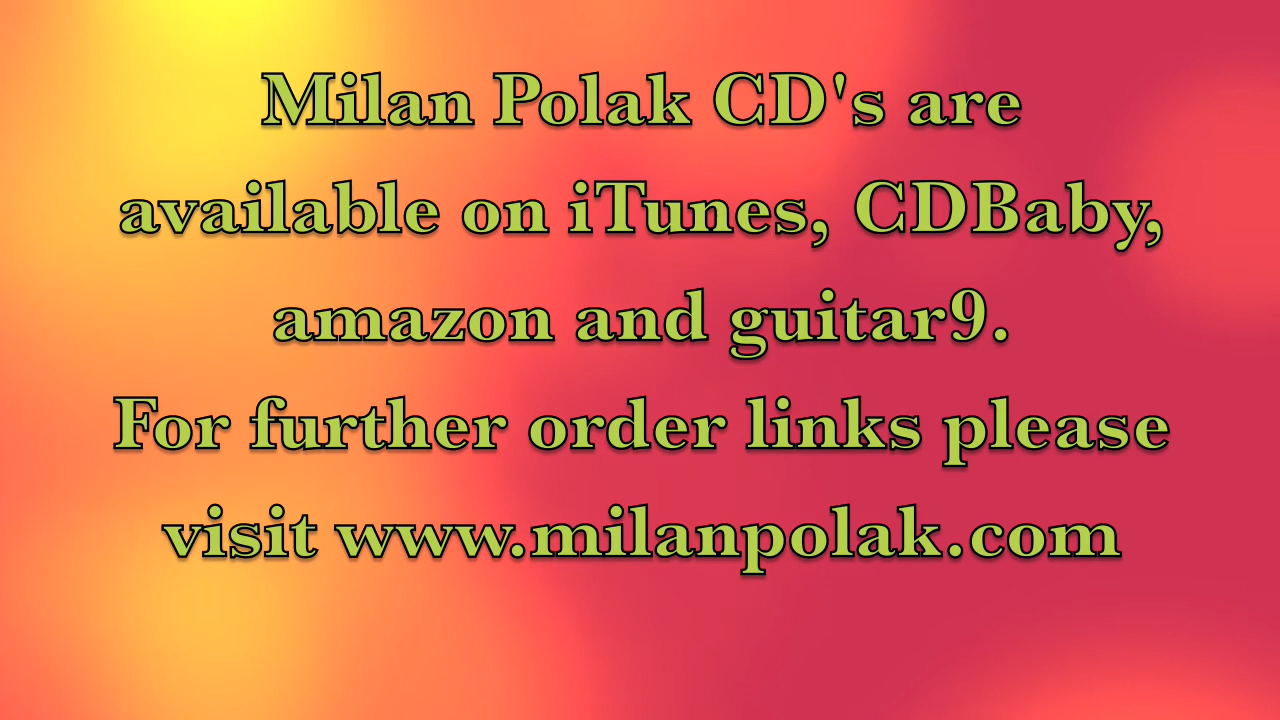 Milan Polak CD's are
available on iTunes, CDBaby,
amazon and guitar9.
For further order links please
visit www.milanpolak.com